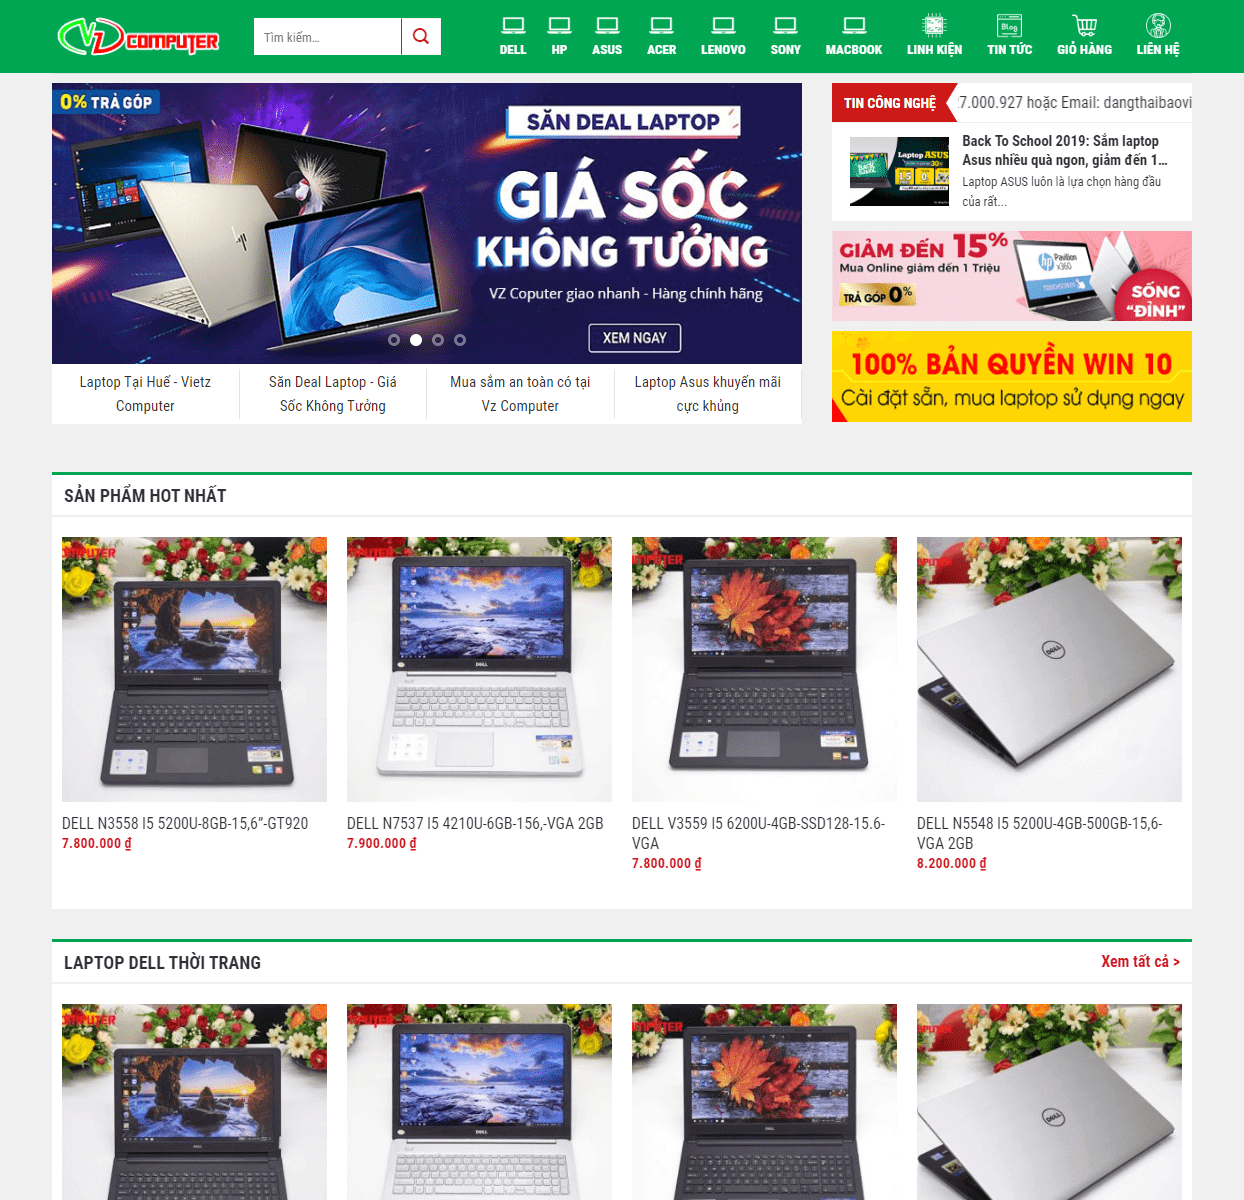 VZ COMPUTER
Tìm kiếm...
DELL
HP
ASUS
ACER
LENOVO
SONY
MACBOOK
LINH KIỆN
Blog
TIN TỨC
GIỎ HÀNG
LIÊN HỆ
0% TRẢ GÓP
SĂN DEAL LAPTOP
GIÁ SỐC
KHÔNG TƯỞNG
VZ Coputer giao nhanh - Hàng chính hãng
XEM NGAY
Laptop Tại Huế - Vietz
Computer
Săn Deal Laptop - Giá
Sốc Không Tưởng
Mua sắm an toàn có tại
Vz Computer
Laptop Asus khuyến mãi
cực khủng
TIN CÔNG NGHỆ
7.000.927 hoặc Email: dangthaibaovi
Back To School 2019: Sắm laptop
Asus nhiều quà ngon, giảm đến 1...
Laptop ASUS luôn là lựa chọn hàng đầu
của rất...
GIẢM ĐẾN 15%
Mua Online giảm đến 1 Triệu
TRẢ GÓP 0%
hp Pavilion
x360
SỐNG
“ĐỈNH”
100% BẢN QUYỀN WIN 10
Cài đặt sẵn, mua laptop sử dụng ngay
SẢN PHẨM HOT NHẤT
DELL N3558 I5 5200U-8GB-15,6”-GT920
7.800.000 ₫
DELL N7537 I5 4210U-6GB-156,-VGA 2GB
7.900.000 ₫
DELL V3559 I5 6200U-4GB-SSD128-15.6-
VGA
7.800.000 ₫
DELL N5548 I5 5200U-4GB-500GB-15,6-
VGA 2GB
8.200.000 ₫
LAPTOP DELL THỜI TRANG
Xem tất cả >